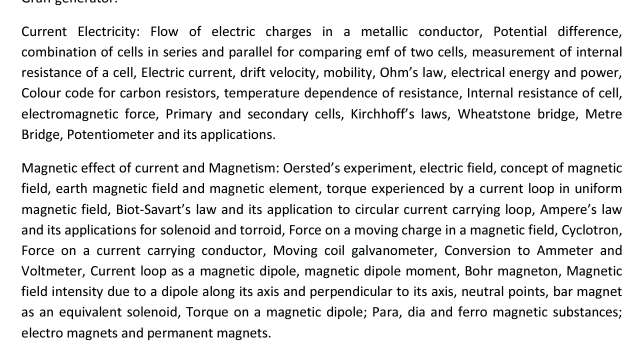 Current Electricity: Flow of electric charges in a metallic conductor, Potential difference,
combination of cells in series and parallel for comparing emf of two cells, measurement of internal
resistance of a cell, Electric current, drift velocity, mobility, Ohm's law, electrical energy and power,
Colour code for carbon resistors, temperature dependence of resistance, Internal resistance of cell,
electromagnetic force, Primary and secondary cells, Kirchhoff's laws, Wheatstone bridge, Metre
Bridge, Potentiometer and its applications.
Magnetic effect of current and Magnetism: Oersted's experiment, electric field, concept of magnetic
field, earth magnetic field and magnetic element, torque experienced by a current loop in uniform
magnetic field, Biot-Savart's law and its application to circular current carrying loop, Ampere's law
and its applications for solenoid and torroid, Force on a moving charge in a magnetic field, Cyclotron,
Force on a current carrying conductor, Moving coil galvanometer, Conversion to Ammeter and
Voltmeter, Current loop as a magnetic dipole, magnetic dipole moment, Bohr magneton, Magnetic
field intensity due to a dipole along its axis and perpendicular to its axis, neutral points, bar magnet
as an equivalent solenoid, Torque on a magnetic dipole; Para, dia and ferro magnetic substances;
electro magnets and permanent magnets.